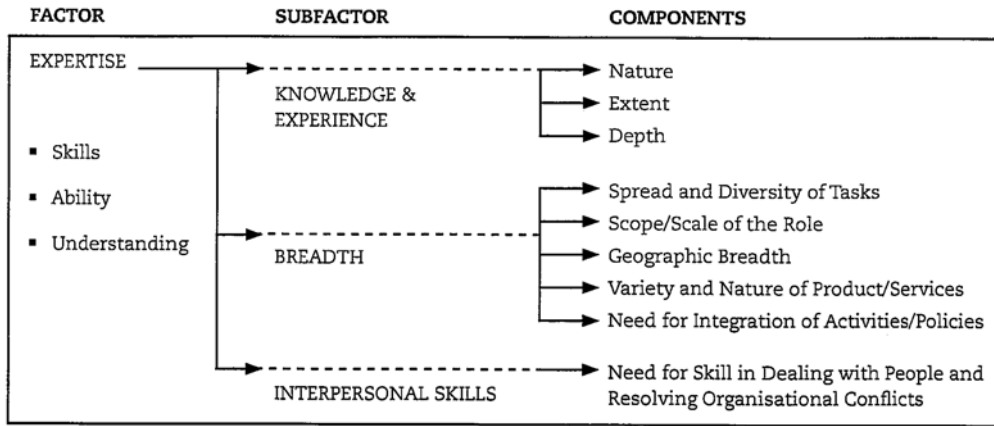 FACTOR SUBFACTOR COMPONENTS
EXPERTISE
▪ Skills
▪ Ability
▪ Understanding
KNOWLEDGE &
EXPERIENCE
Nature
Extent
Depth
BREADTH
Spread and Diversity of Tasks
Scope/Scale of the Role
Geographic Breadth
Variety and Nature of Product/Services
Need for Integration of Activities/Policies
INTERPERSONAL SKILLS
Need for Skill in Dealing with People and
Resolving Organisational Conflicts